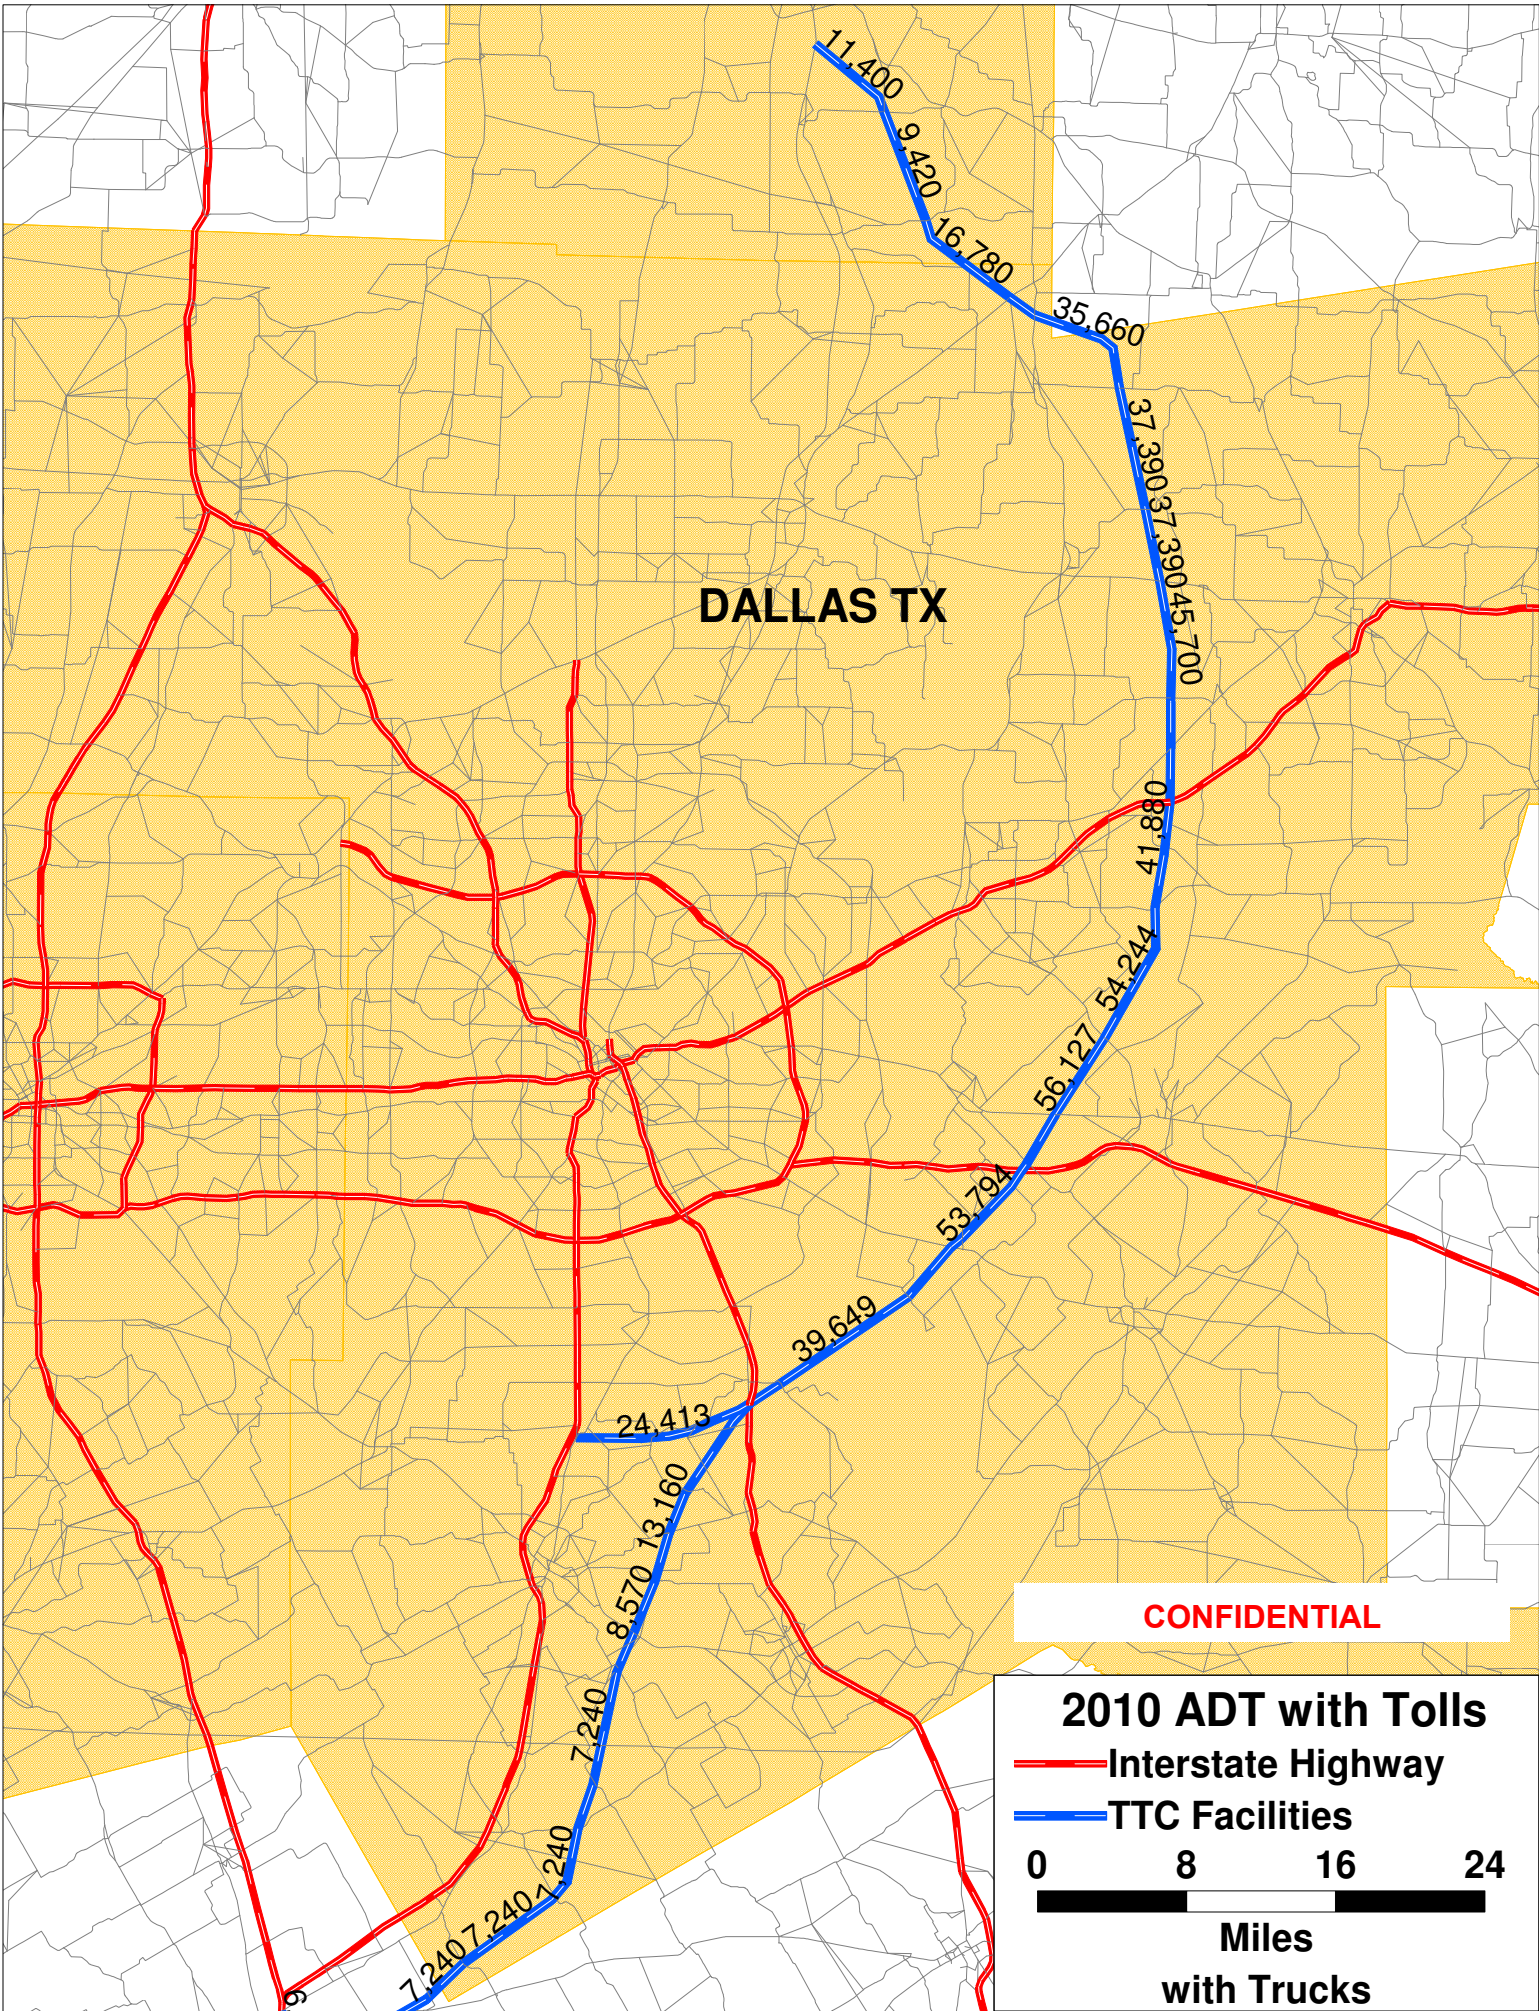 11,400
9,420
16,780
35,660
37,390
37,390
45,700
DALLAS TX
41,880
54,244
56,127
53,794
39,649
24,413
13,160
8,570
7,240
7,240
7,240
7,240
6
CONFIDENTIAL
2010 ADT with Tolls
Interstate Highway
TTC Facilities
0 8 16 24
Miles
with Trucks